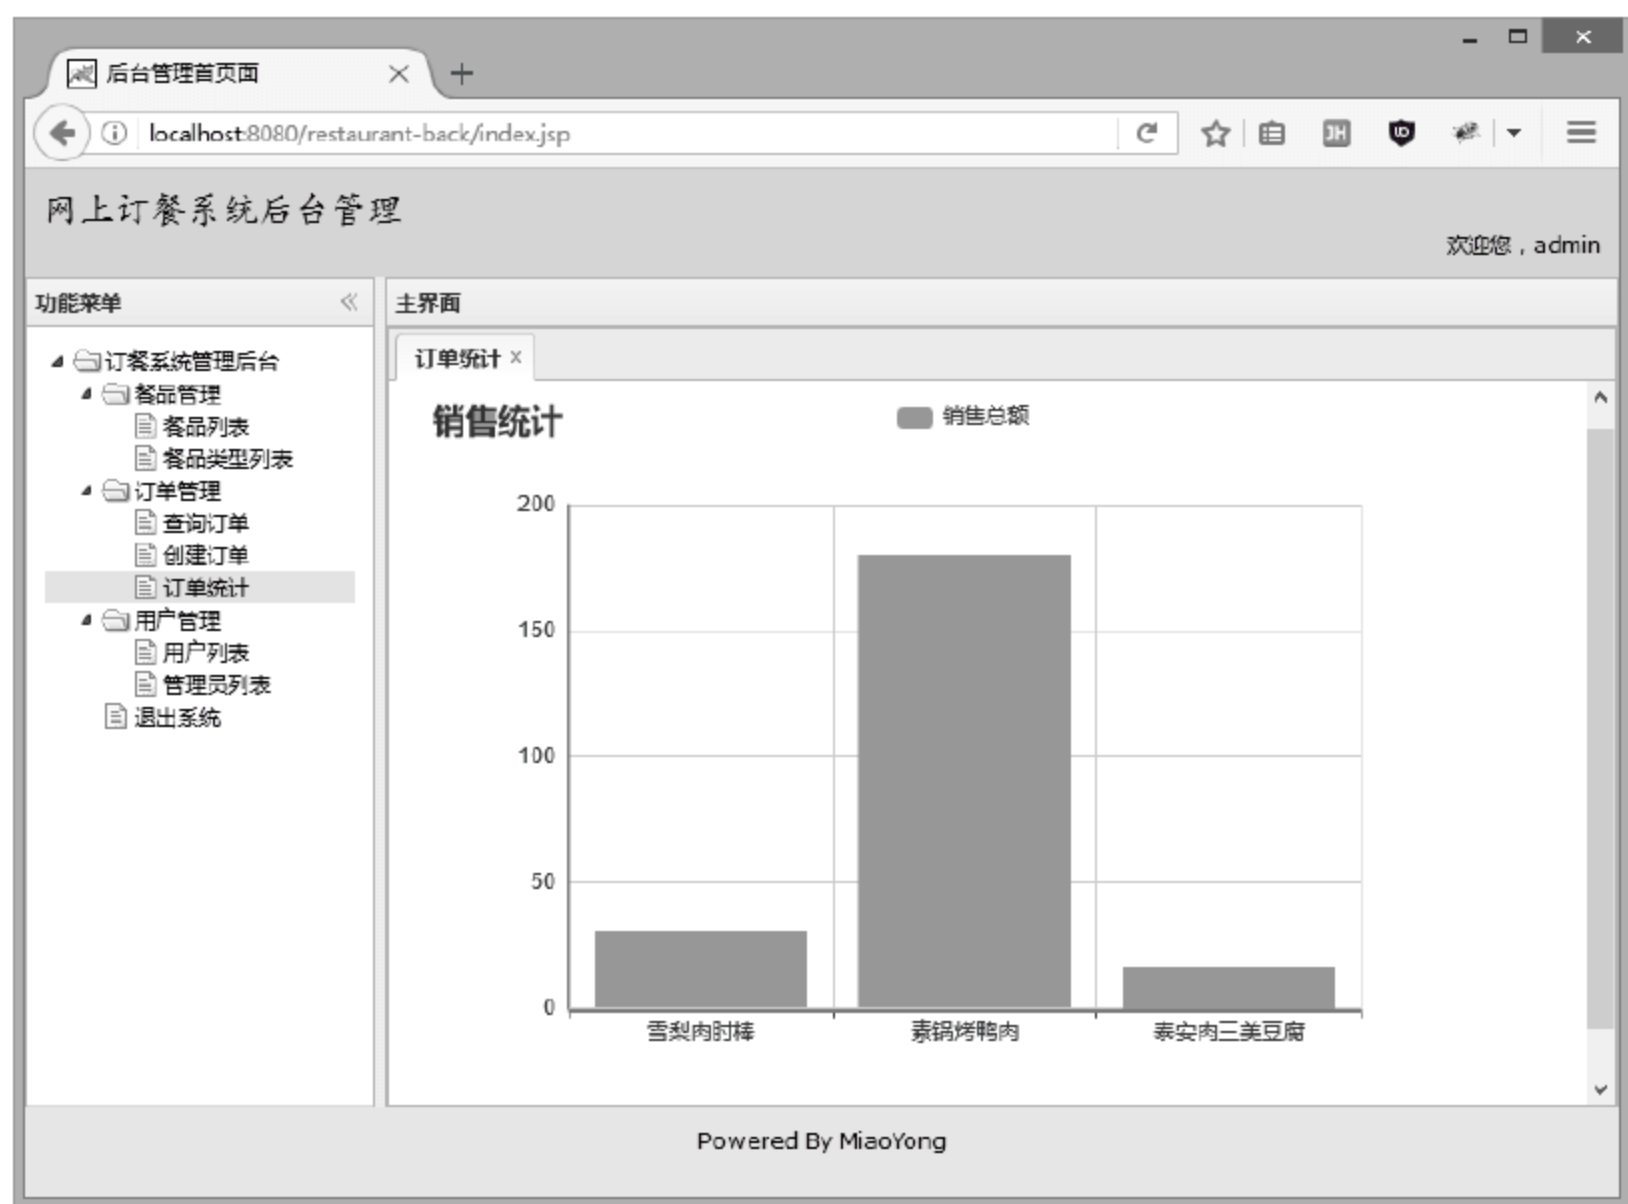 后台管理首页面
localhost:8080/restaurant-back/index.jsp
网上订餐系统后台管理
欢迎您，admin
功能菜单
主界面
订餐系统管理后台
餐品管理
餐品列表
餐品类型列表
订单管理
查询订单
创建订单
订单统计
用户管理
用户列表
管理员列表
退出系统
订单统计
销售统计
销售总额
200
150
100
50
0
雪梨肉肘棒
素锅烤鸭肉
泰安肉三美豆腐
Powered By MiaoYong